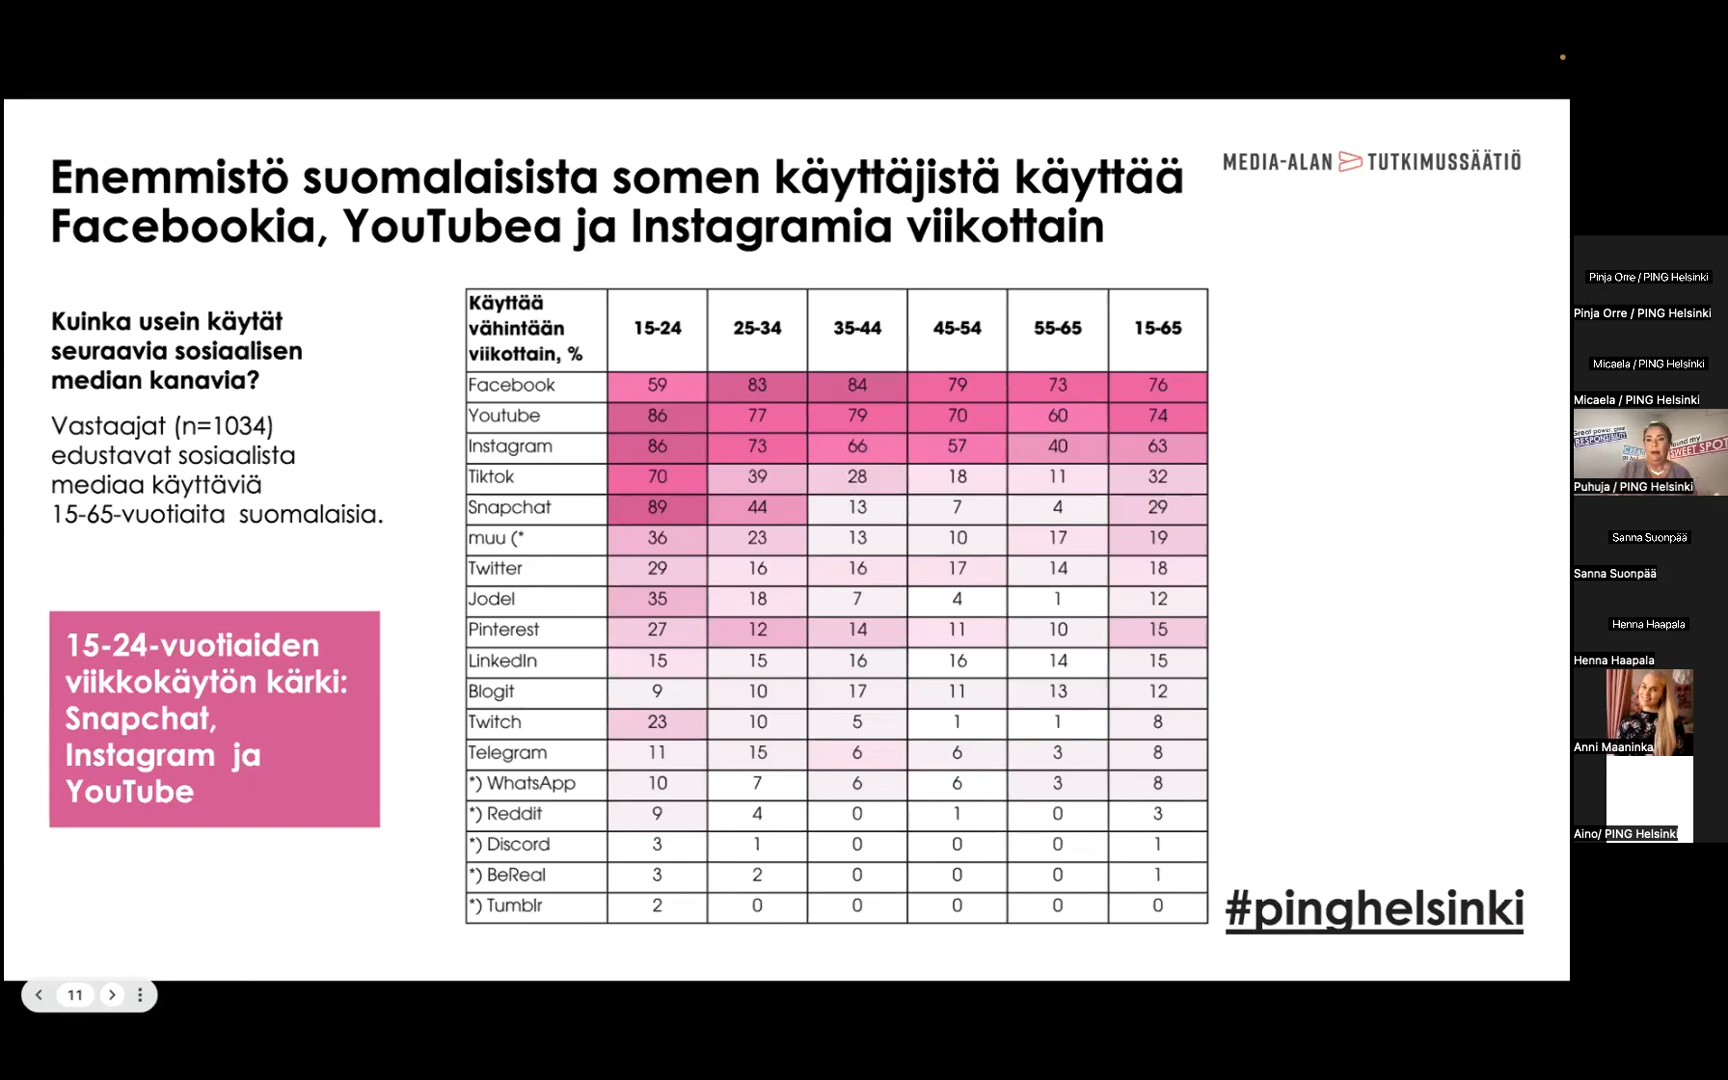 Enemmistö suomalaisista somen käyttäjistä käyttää
Facebookia, YouTubea ja Instagramia viikottain
MEDIA-ALAN TUTKIMUSSÄÄTIÖ
Kuinka usein käytät
seuraavia sosiaalisen
median kanavia?
Vastaajat (n=1034)
edustavat sosiaalista
mediaa käyttäviä
15-65-vuotiaita suomalaisia.
15-24-vuotiaiden
viikkokäytön kärki:
Snapchat,
Instagram ja
YouTube
Käyttää
vähintään
viikottain, %
15-24 25-34 35-44 45-54 55-65 15-65
Facebook 59 83 84 79 73 76
Youtube 86 77 79 70 60 74
Instagram 86 73 66 57 40 63
Tiktok 70 39 28 18 11 32
Snapchat 89 44 13 7 4 29
muu (* 36 23 13 10 17 19
Twitter 29 16 16 17 14 18
Jodel 35 18 7 4 1 12
Pinterest 27 12 14 11 10 15
LinkedIn 15 15 16 16 14 15
Blogit 9 10 17 11 13 12
Twitch 23 10 5 1 1 8
Telegram 11 15 6 6 3 8
*) WhatsApp 10 7 6 6 3 8
*) Reddit 9 4 0 1 0 3
*) Discord 3 1 0 0 0 1
*) BeReal 3 2 0 0 0 1
*) Tumblr 2 0 0 0 0 0
#pinghelsinki
11
Pinja Orre / PING Helsinki
Pinja Orre / PING Helsinki
Micaela / PING Helsinki
Micaela / PING Helsinki
Great power, great
RESPONSIBILITY
found my
SWEET SPOT
Puhuja / PING Helsinki
Sanna Suonpää
Sanna Suonpää
Henna Haapala
Henna Haapala
Anni Maaninka
Aino/ PING Helsinki